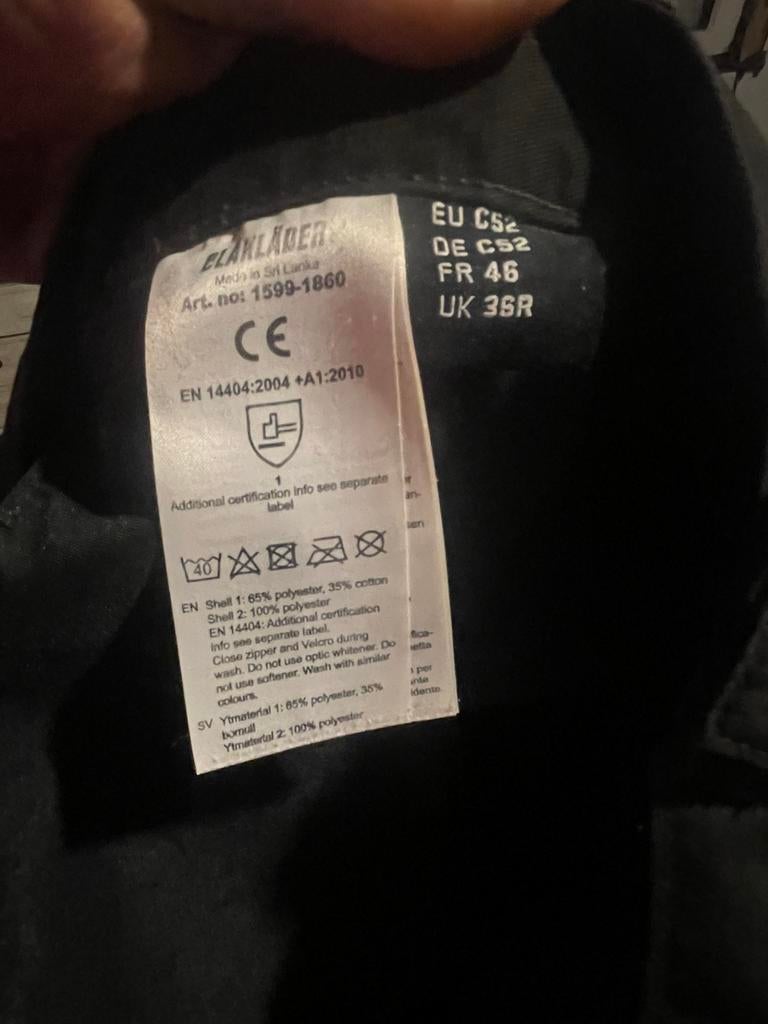 BLÅKLÄDER
Made in Sri Lanka
Art. no: 1599-1860
CE
EN 14404:2004 +A1:2010
1
Additional certification info see separate
label
40
EN Shell 1: 65% polyester, 35% cotton
Shell 2: 100% polyester
EN 14404: Additional certification
info see separate label.
Close zipper and Velcro during
wash. Do not use optic whitener. Do
not use softener. Wash with similar
colours.
SV Ytmaterial 1: 65% polyester, 35%
bomull
Ytmaterial 2: 100% polyester
EU C52
DE C52
FR 46
UK 36R